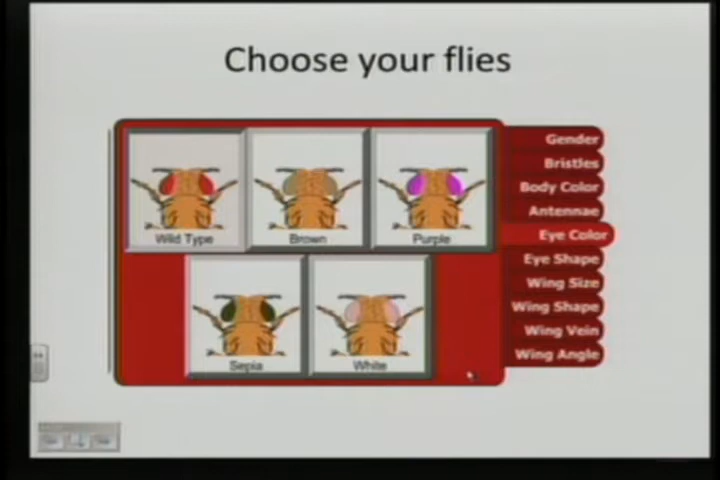 Choose your flies
Wild Type
Brown
Purple
Sepia
White
Gender
Bristles
Body Color
Antennae
Eye Color
Eye Shape
Wing Size
Wing Shape
Wing Vein
Wing Angle